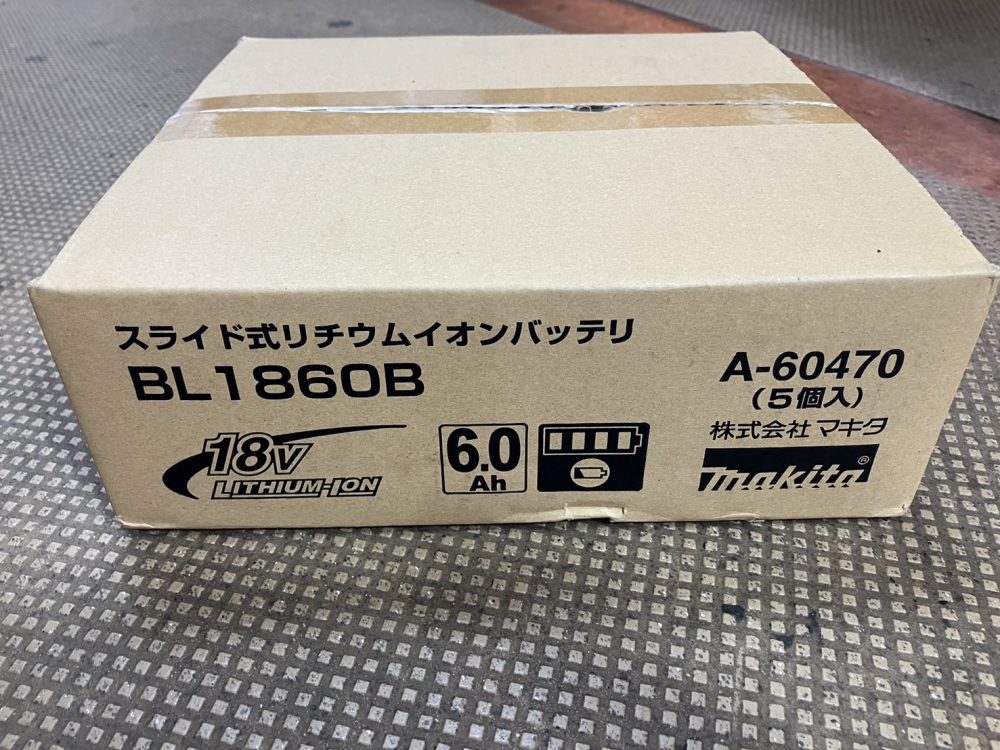 スライド式リチウムイオンバッテリ
BL1860B
A-60470
(5個入)
株式会社マキタ
makita®
18V
LITHIUM-ION
6.0
Ah